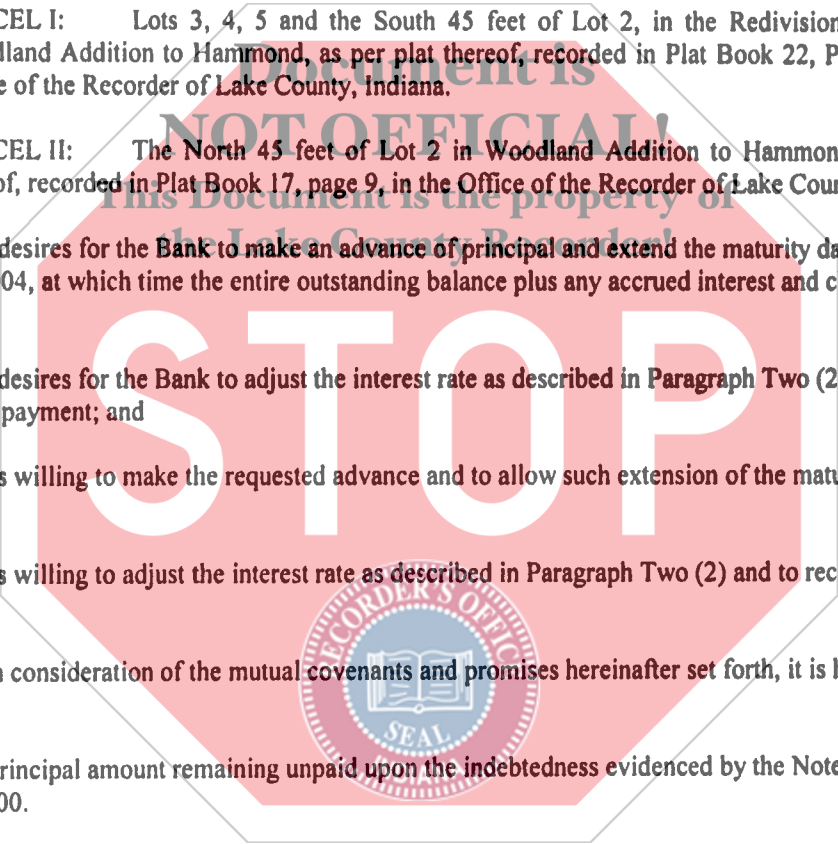 CEL I: Lots 3, 4, 5 and the South 45 feet of Lot 2, in the Redivision
dland Addition to Hammond, as per plat thereof, recorded in Plat Book 22, P
e of the Recorder of Lake County, Indiana.
Document is
NOT OFFICIAL!
CEL II: The North 45 feet of Lot 2 in Woodland Addition to Hammon
of, recorded in Plat Book 17, page 9, in the Office of the Recorder of Lake Coun
This Document is the property of
the Lake County Recorder!
desires for the Bank to make an advance of principal and extend the maturity da
04, at which time the entire outstanding balance plus any accrued interest and c
STOP
desires for the Bank to adjust the interest rate as described in Paragraph Two (2
payment; and
s willing to make the requested advance and to allow such extension of the matu
s willing to adjust the interest rate as described in Paragraph Two (2) and to rec
RECORDER'S OFFICE
n consideration of the mutual covenants and promises hereinafter set forth, it is h
SEAL
INDIANA
rincipal amount remaining unpaid upon the indebtedness evidenced by the Note
00.